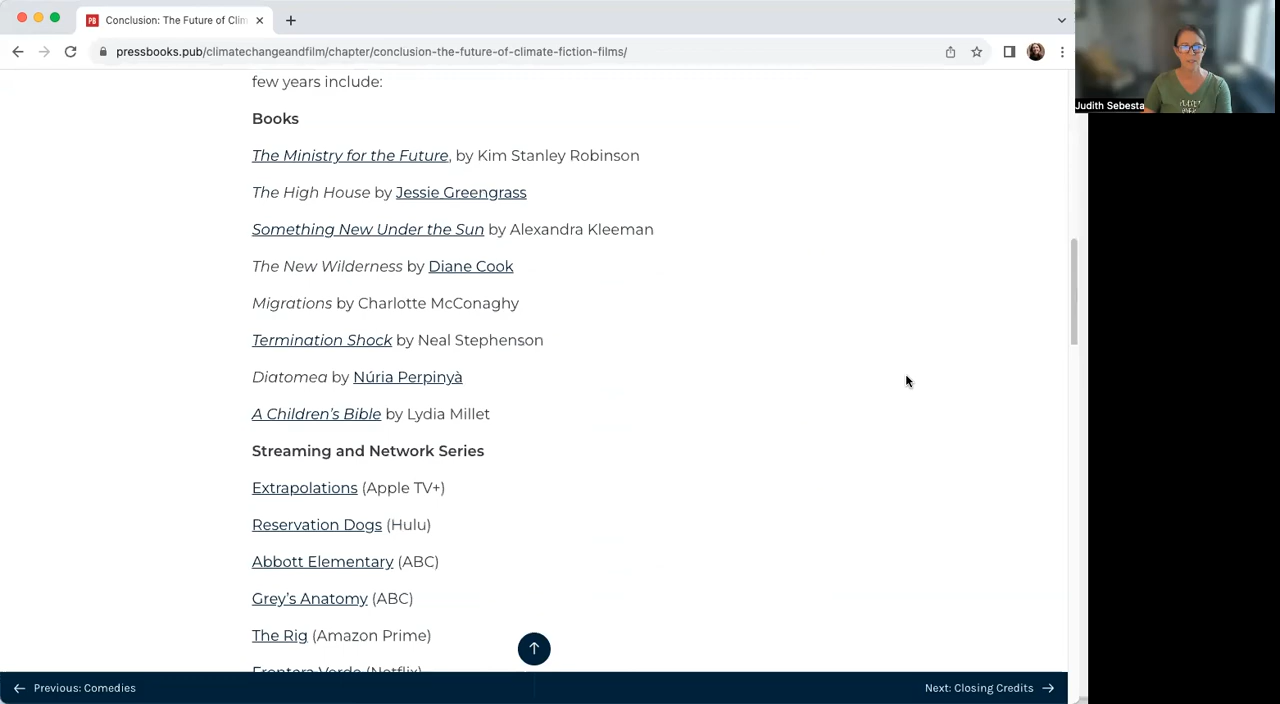 Conclusion: The Future of Clim
pressbooks.pub/climatechangeandfilm/chapter/conclusion-the-future-of-climate-fiction-films/
Judith Sebesta
few years include:
Books
The Ministry for the Future, by Kim Stanley Robinson
The High House by Jessie Greengrass
Something New Under the Sun by Alexandra Kleeman
The New Wilderness by Diane Cook
Migrations by Charlotte McConaghy
Termination Shock by Neal Stephenson
Diatomea by Núria Perpinyà
A Children’s Bible by Lydia Millet
Streaming and Network Series
Extrapolations (Apple TV+)
Reservation Dogs (Hulu)
Abbott Elementary (ABC)
Grey’s Anatomy (ABC)
The Rig (Amazon Prime)
Frontera Verde (Netflix)
Previous: Comedies
Next: Closing Credits